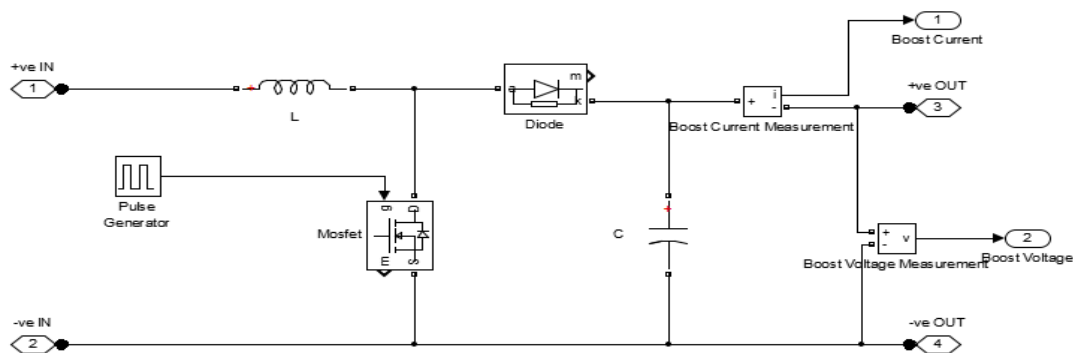 1
Boost Current
+ve IN
1
L
a
m
k
Diode
+
i
-
Boost Current Measurement
+ve OUT
3
Pulse
Generator
Mosfet
g
D
m
S
C
+
-
v
Boost Voltage Measurement
2
Boost Voltage
-ve IN
2
-ve OUT
4